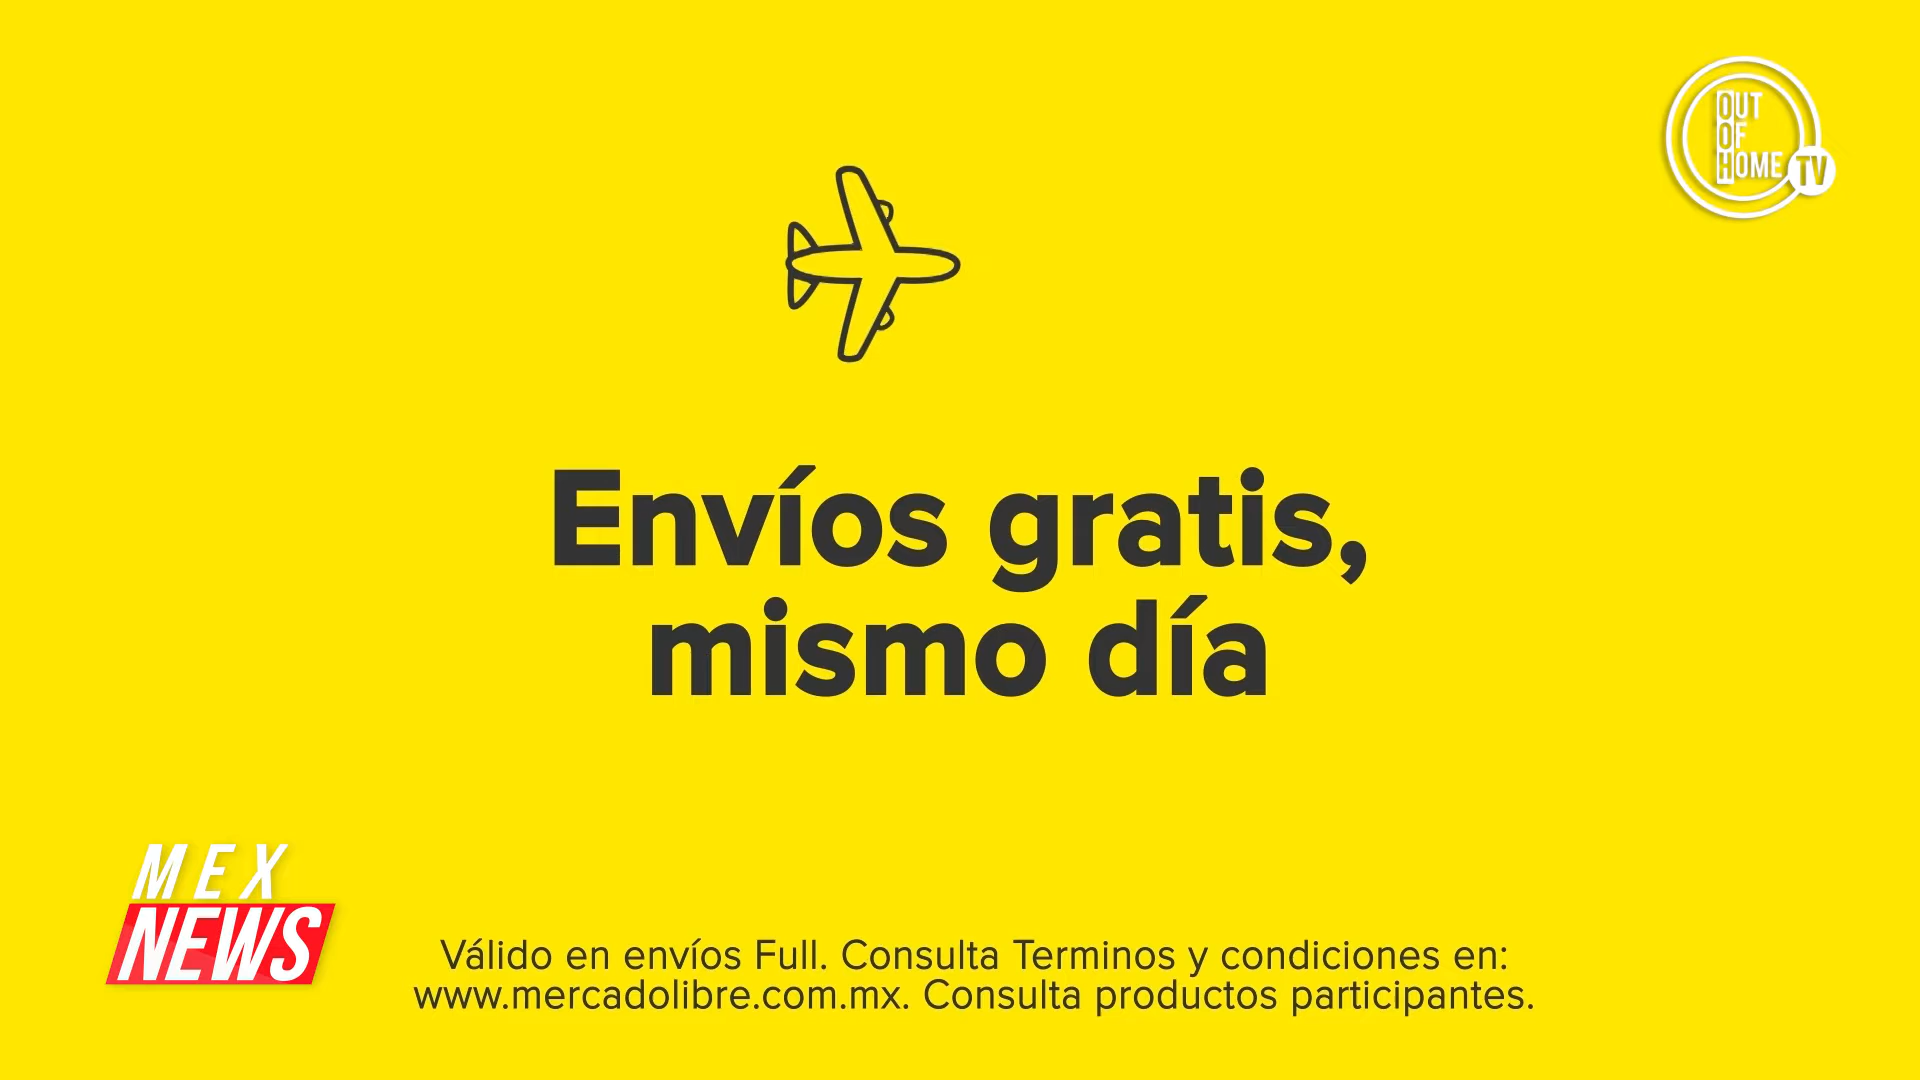 OUT
OF
HOME TV
Envíos gratis,
mismo día
MEX
NEWS
Válido en envíos Full. Consulta Terminos y condiciones en:
www.mercadolibre.com.mx. Consulta productos participantes.